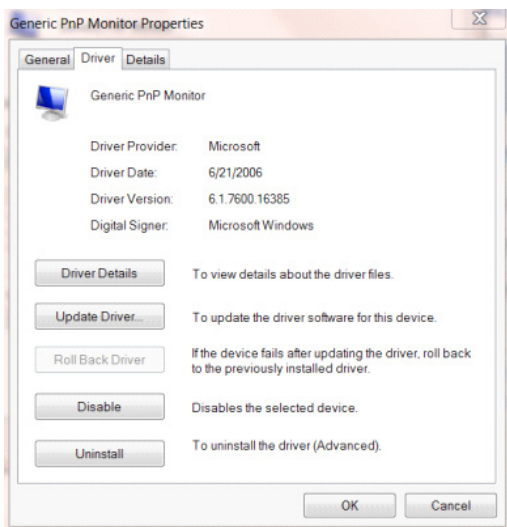 Generic PnP Monitor Properties
General Driver Details
Generic PnP Monitor
Driver Provider: Microsoft
Driver Date: 6/21/2006
Driver Version: 6.1.7600.16385
Digital Signer: Microsoft Windows
Driver Details To view details about the driver files.
Update Driver... To update the driver software for this device.
Roll Back Driver If the device fails after updating the driver, roll back
to the previously installed driver.
Disable Disables the selected device.
Uninstall To uninstall the driver (Advanced).
OK Cancel